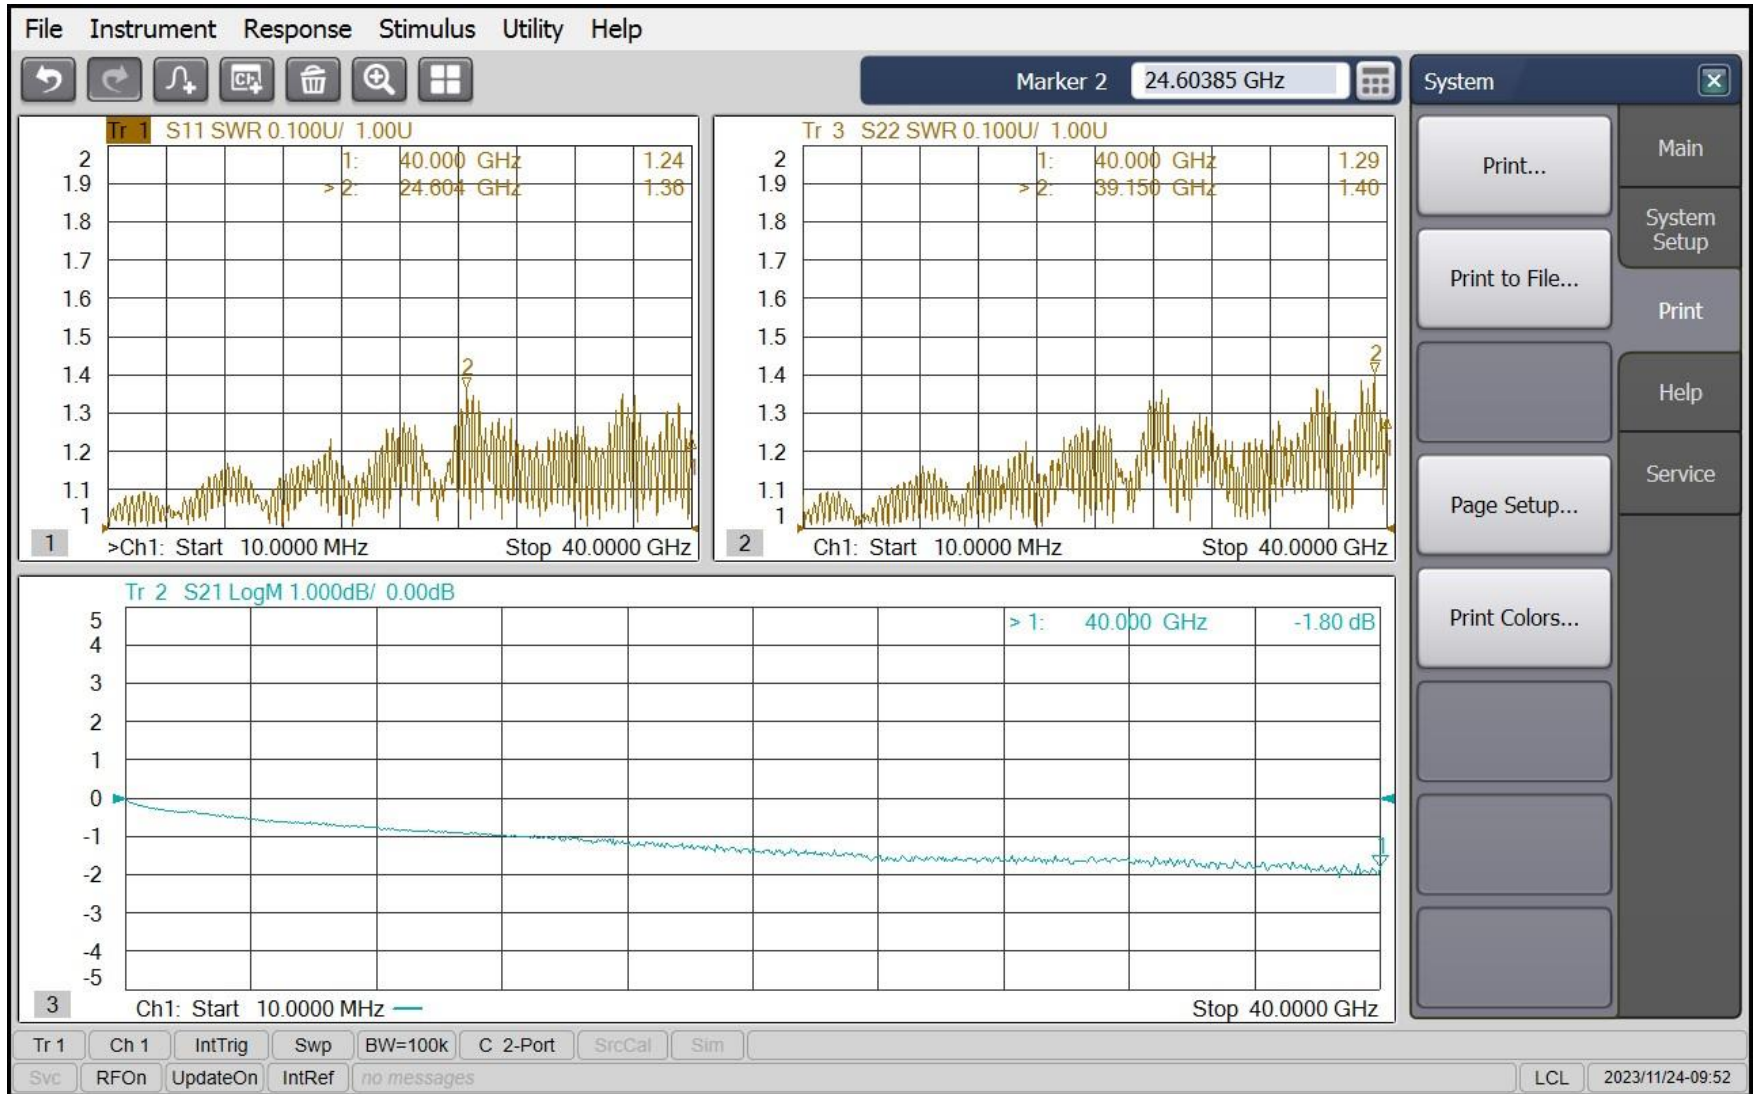 File Instrument Response Stimulus Utility Help
Marker 2 24.60385 GHz
System
Tr 1 S11 SWR 0.100U/ 1.00U
1: 40.000 GHz 1.24
> 2: 24.604 GHz 1.36
2
1.9
1.8
1.7
1.6
1.5
1.4
1.3
1.2
1.1
1
2
1 >Ch1: Start 10.0000 MHz Stop 40.0000 GHz
Tr 3 S22 SWR 0.100U/ 1.00U
1: 40.000 GHz 1.29
> 2: 39.150 GHz 1.40
2
1.9
1.8
1.7
1.6
1.5
1.4
1.3
1.2
1.1
1
2
2 Ch1: Start 10.0000 MHz Stop 40.0000 GHz
Tr 2 S21 LogM 1.000dB/ 0.00dB
> 1: 40.000 GHz -1.80 dB
5
4
3
2
1
0
-1
-2
-3
-4
-5
1
3 Ch1: Start 10.0000 MHz Stop 40.0000 GHz
Print...
Print to File...
Page Setup...
Print Colors...
Main
System
Setup
Print
Help
Service
Tr 1 Ch 1 IntTrig Swp BW=100k C 2-Port SrcCal Sim
Svc RFOn UpdateOn IntRef no messages LCL 2023/11/24-09:52